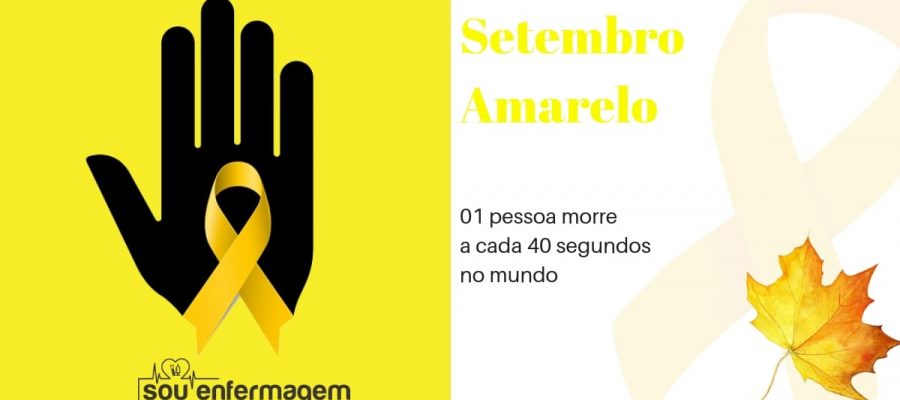 Setembro
Amarelo
01 pessoa morre
a cada 40 segundos
no mundo
sou enfermagem